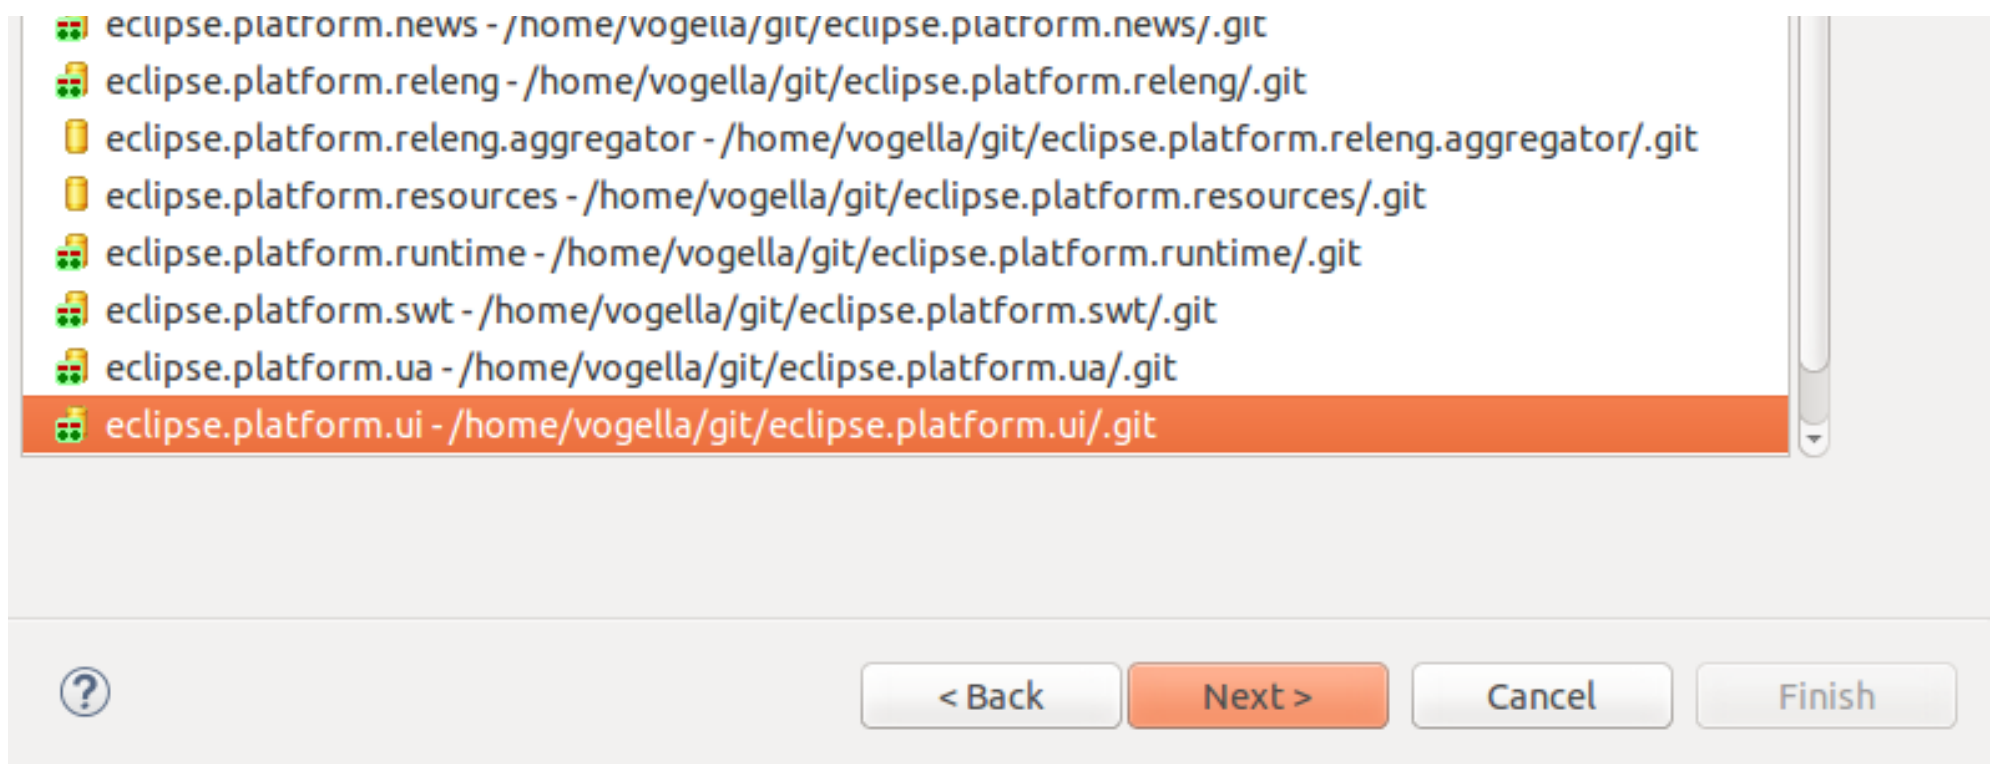 eclipse.platform.news - /home/vogella/git/eclipse.platform.news/.git
eclipse.platform.releng - /home/vogella/git/eclipse.platform.releng/.git
eclipse.platform.releng.aggregator - /home/vogella/git/eclipse.platform.releng.aggregator/.git
eclipse.platform.resources - /home/vogella/git/eclipse.platform.resources/.git
eclipse.platform.runtime - /home/vogella/git/eclipse.platform.runtime/.git
eclipse.platform.swt - /home/vogella/git/eclipse.platform.swt/.git
eclipse.platform.ua - /home/vogella/git/eclipse.platform.ua/.git
eclipse.platform.ui - /home/vogella/git/eclipse.platform.ui/.git
? < Back Next > Cancel Finish